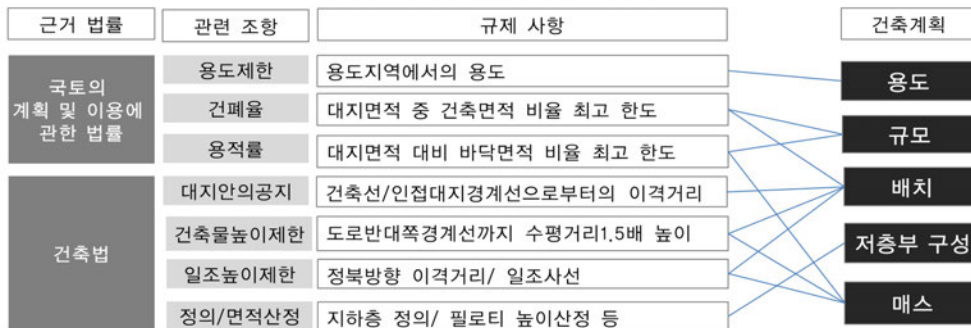 근거 법률
관련 조항
규제 사항
건축계획
국토의
계획 및 이용에
관한 법률
용도제한
용도지역에서의 용도
용도
건폐율
대지면적 중 건축면적 비율 최고 한도
규모
용적률
대지면적 대비 바닥면적 비율 최고 한도
배치
건축법
대지안의공지
건축선/인접대지경계선으로부터의 이격거리
건축물높이제한
도로반대쪽경계선까지 수평거리1.5배 높이
저층부 구성
일조높이제한
정북방향 이격거리/ 일조사선
매스
정의/면적산정
지하층 정의/ 필로티 높이산정 등